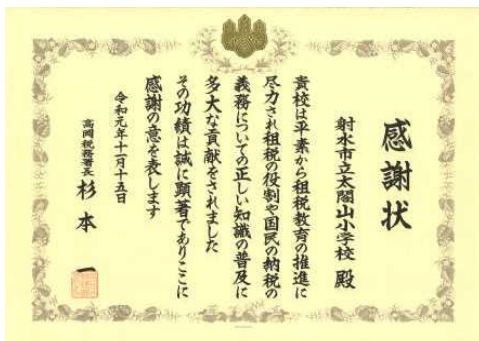 感謝状
射水市立太閤山小学校 殿
貴校は平素から租税教育の推進に
尽力され租税の役割や国民の納税の
義務についての正しい知識の普及に
多大な貢献をされました
その功績は誠に顕著でありここに
感謝の意を表します
令和元年十一月十五日
高岡税務署長 杉本 一